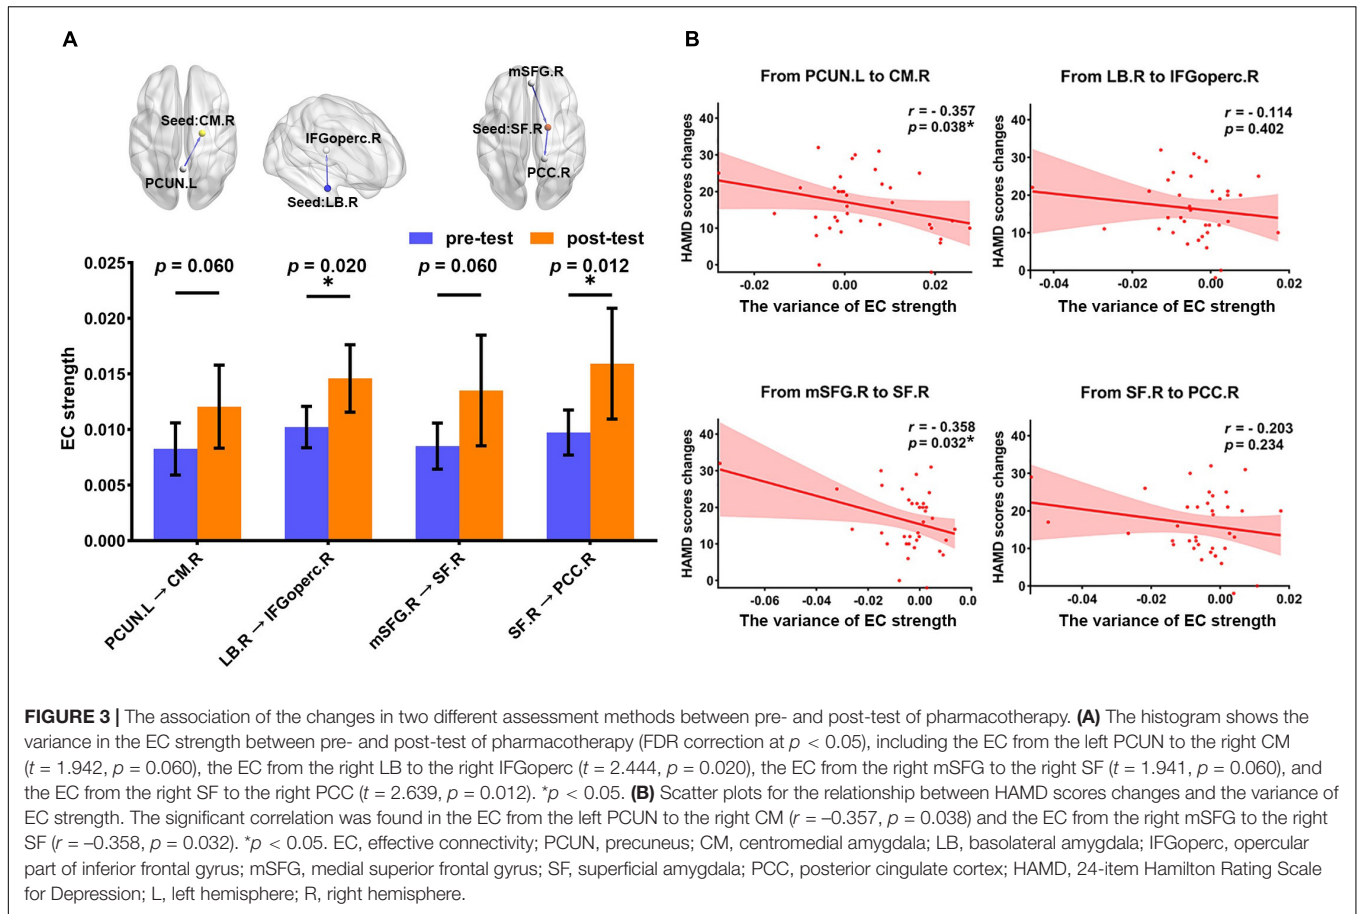 A
mSFG.R
Seed:CM.R
PCUN.L
IFGoperc.R
Seed:LB.R
Seed:SF.R
PCC.R
pre-test post-test
p = 0.060 p = 0.020 p = 0.060 p = 0.012
* *
EC strength
0.025
0.020
0.015
0.010
0.005
0.000
PCUN.L → CM.R
LB.R → IFGoperc.R
mSFG.R → SF.R
SF.R → PCC.R
B
From PCUN.L to CM.R
r = - 0.357
p = 0.038*
HAMD scores changes
40
30
20
10
0
-0.02 0.00 0.02
The variance of EC strength
From LB.R to IFGoperc.R
r = - 0.114
p = 0.402
HAMD scores changes
40
30
20
10
0
-0.04 -0.02 0.00 0.02
The variance of EC strength
From mSFG.R to SF.R
r = - 0.358
p = 0.032*
HAMD scores changes
40
30
20
10
0
-0.06 -0.04 -0.02 0.00 0.0
The variance of EC strength
From SF.R to PCC.R
r = - 0.203
p = 0.234
HAMD scores changes
40
30
20
10
0
-0.04 -0.02 0.00 0.02
The variance of EC strength
FIGURE 3 | The association of the changes in two different assessment methods between pre- and post-test of pharmacotherapy. (A) The histogram shows the
variance in the EC strength between pre- and post-test of pharmacotherapy (FDR correction at p < 0.05), including the EC from the left PCUN to the right CM
(t = 1.942, p = 0.060), the EC from the right LB to the right IFGoperc (t = 2.444, p = 0.020), the EC from the right mSFG to the right SF (t = 1.941, p = 0.060), and
the EC from the right SF to the right PCC (t = 2.639, p = 0.012). *p < 0.05. (B) Scatter plots for the relationship between HAMD scores changes and the variance of
EC strength. The significant correlation was found in the EC from the left PCUN to the right CM (r = –0.357, p = 0.038) and the EC from the right mSFG to the right
SF (r = –0.358, p = 0.032). *p < 0.05. EC, effective connectivity; PCUN, precuneus; CM, centromedial amygdala; LB, basolateral amygdala; IFGoperc, opercular
part of inferior frontal gyrus; mSFG, medial superior frontal gyrus; SF, superficial amygdala; PCC, posterior cingulate cortex; HAMD, 24-item Hamilton Rating Scale
for Depression; L, left hemisphere; R, right hemisphere.